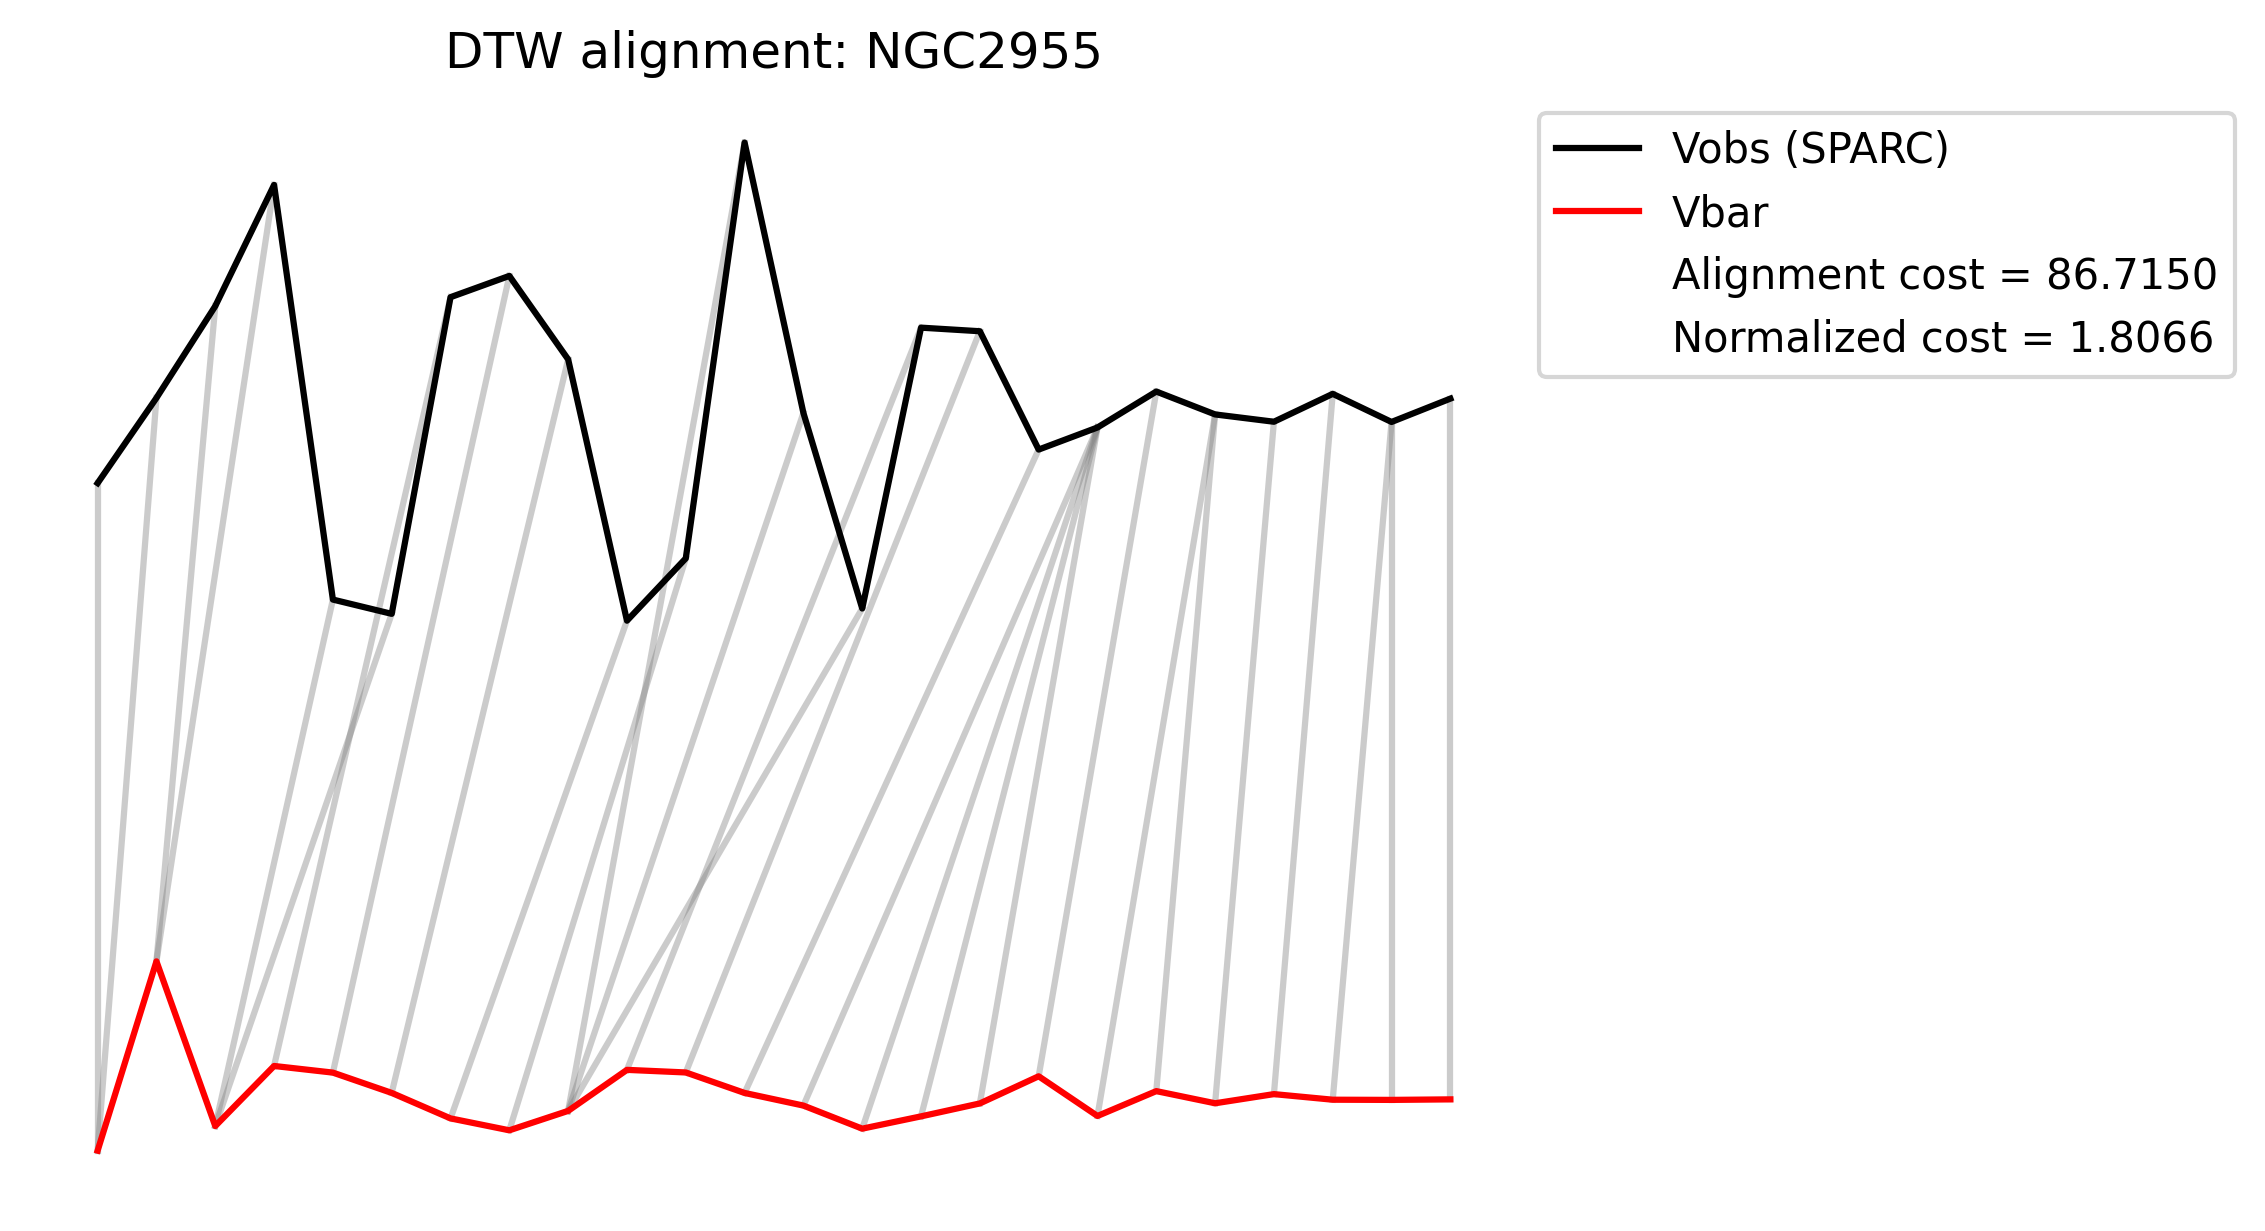 DTW alignment: NGC2955
Vobs (SPARC)
Vbar
Alignment cost = 86.7150
Normalized cost = 1.8066